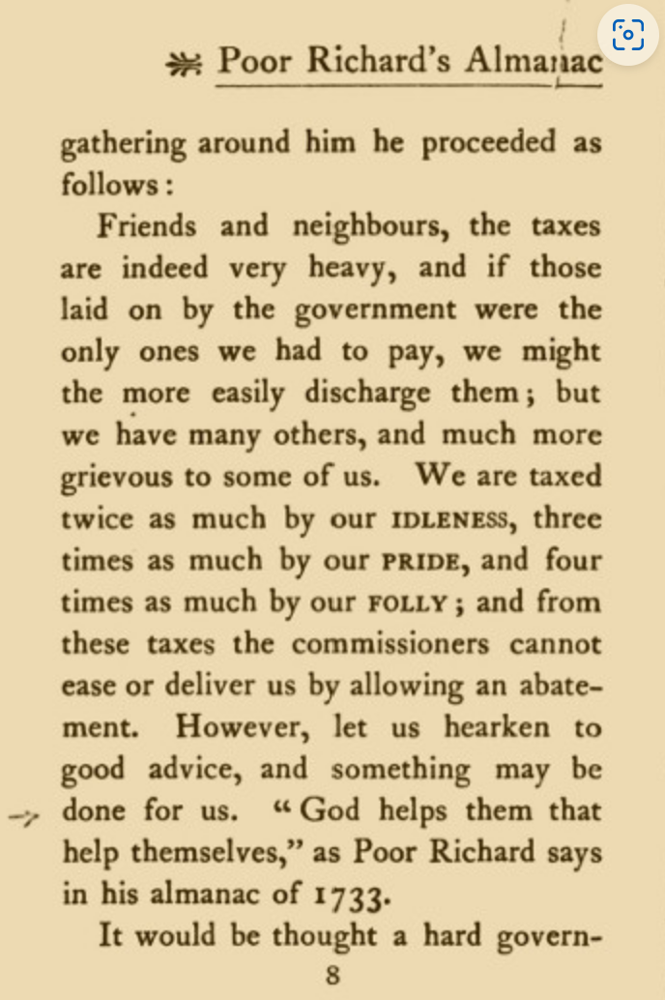 Poor Richard's Almanac
gathering around him he proceeded as
follows:
Friends and neighbours, the taxes
are indeed very heavy, and if those
laid on by the government were the
only ones we had to pay, we might
the more easily discharge them; but
we have many others, and much more
grievous to some of us. We are taxed
twice as much by our IDLENESS, three
times as much by our PRIDE, and four
times as much by our FOLLY; and from
these taxes the commissioners cannot
ease or deliver us by allowing an abate-
ment. However, let us hearken to
good advice, and something may be
done for us. “God helps them that
help themselves,” as Poor Richard says
in his almanac of 1733.
It would be thought a hard govern-
8